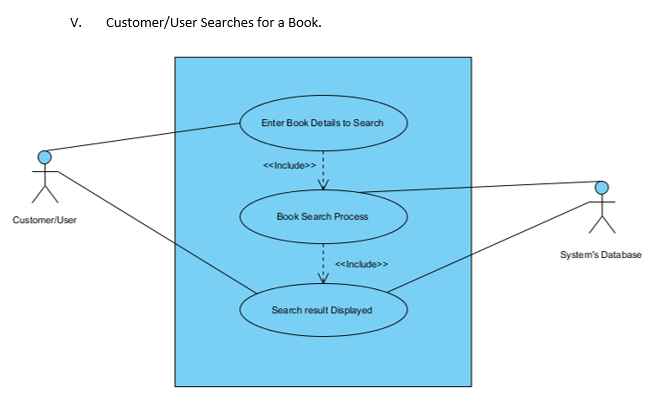 V. Customer/User Searches for a Book.
Enter Book Details to Search
<<Include>>
Customer/User
Book Search Process
System's Database
<<Include>>
Search result Displayed